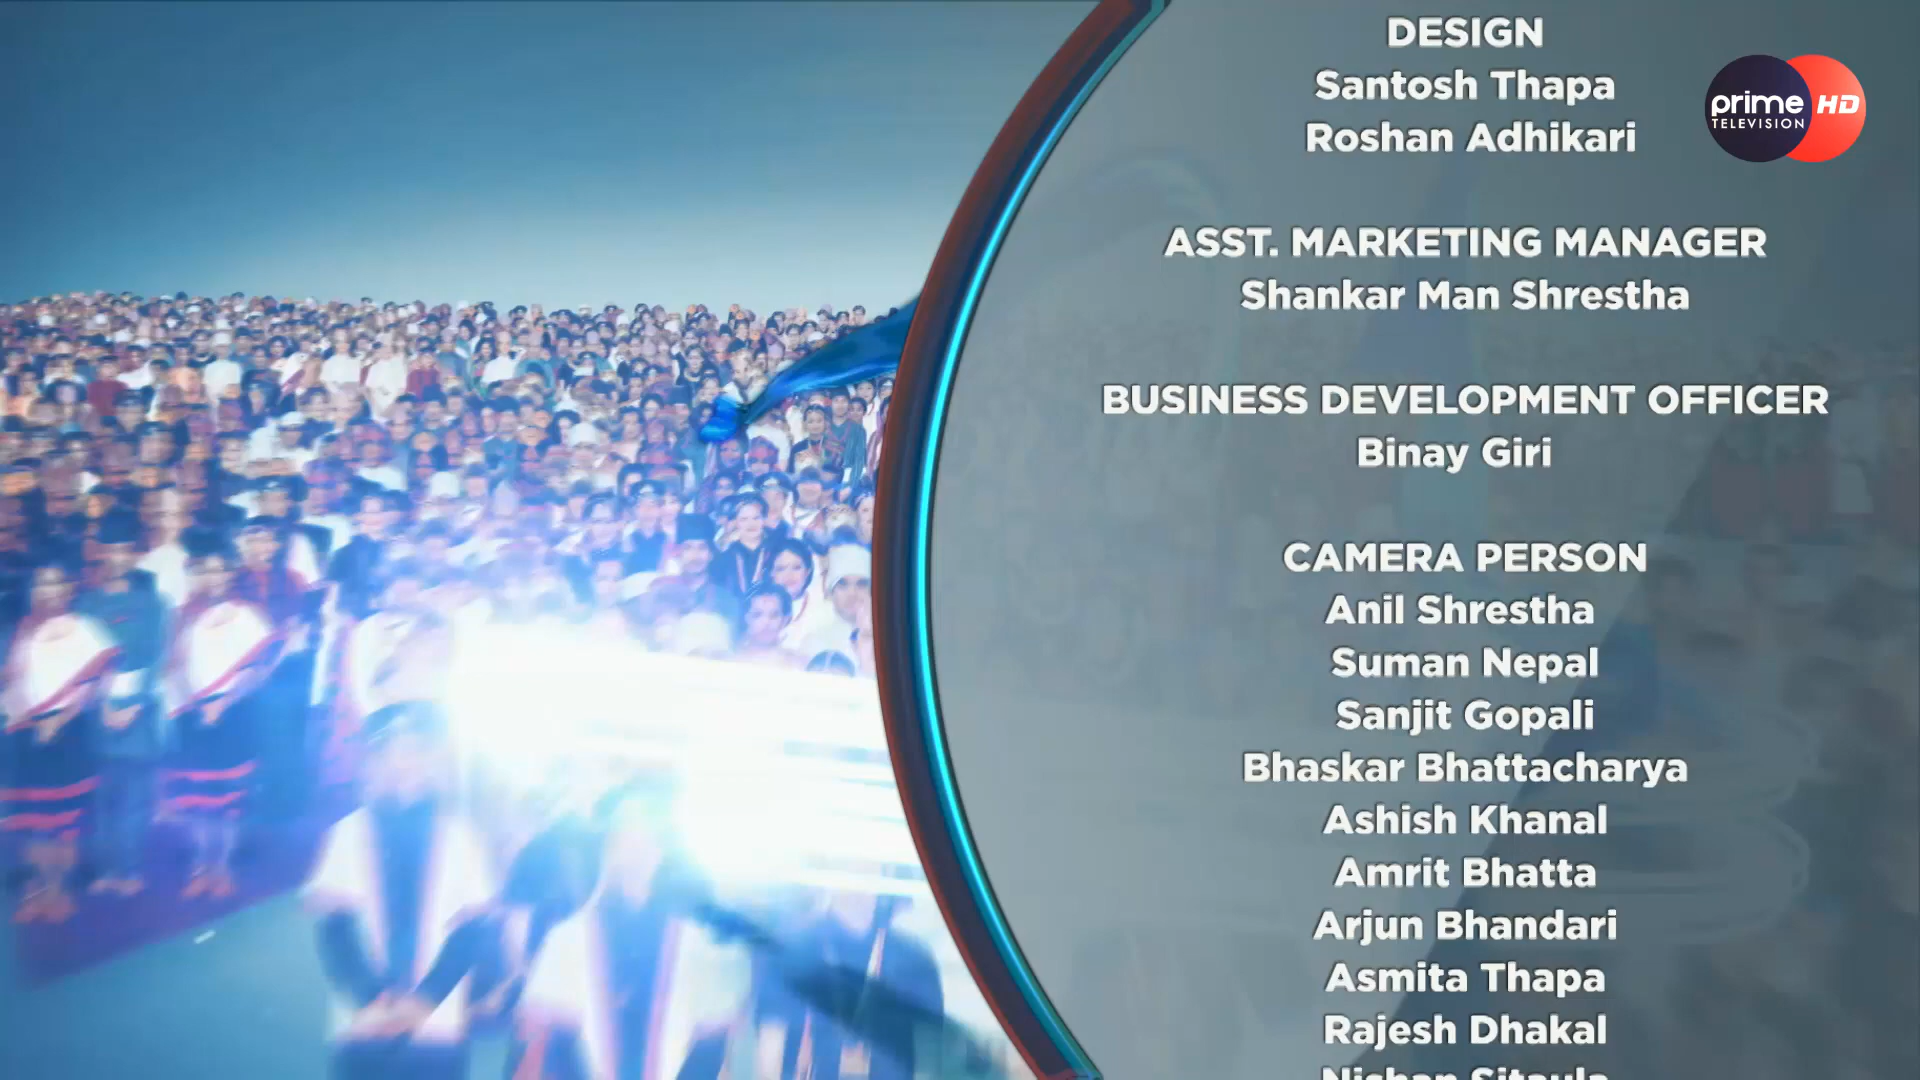 DESIGN
Santosh Thapa
Roshan Adhikari
prime HD
TELEVISION
ASST. MARKETING MANAGER
Shankar Man Shrestha
BUSINESS DEVELOPMENT OFFICER
Binay Giri
CAMERA PERSON
Anil Shrestha
Suman Nepal
Sanjit Gopali
Bhaskar Bhattacharya
Ashish Khanal
Amrit Bhatta
Arjun Bhandari
Asmita Thapa
Rajesh Dhakal